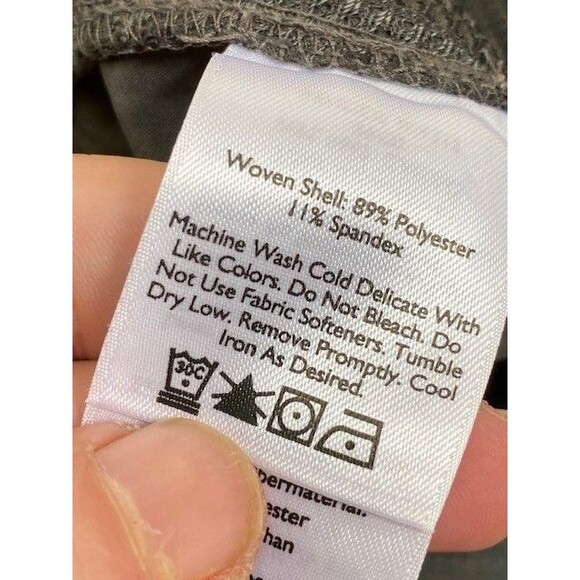 Woven Shell: 89% Polyester
11% Spandex
Machine Wash Cold Delicate With
Like Colors. Do Not Bleach. Do
Not Use Fabric Softeners. Tumble
Dry Low. Remove Promptly. Cool
Iron As Desired.
30C